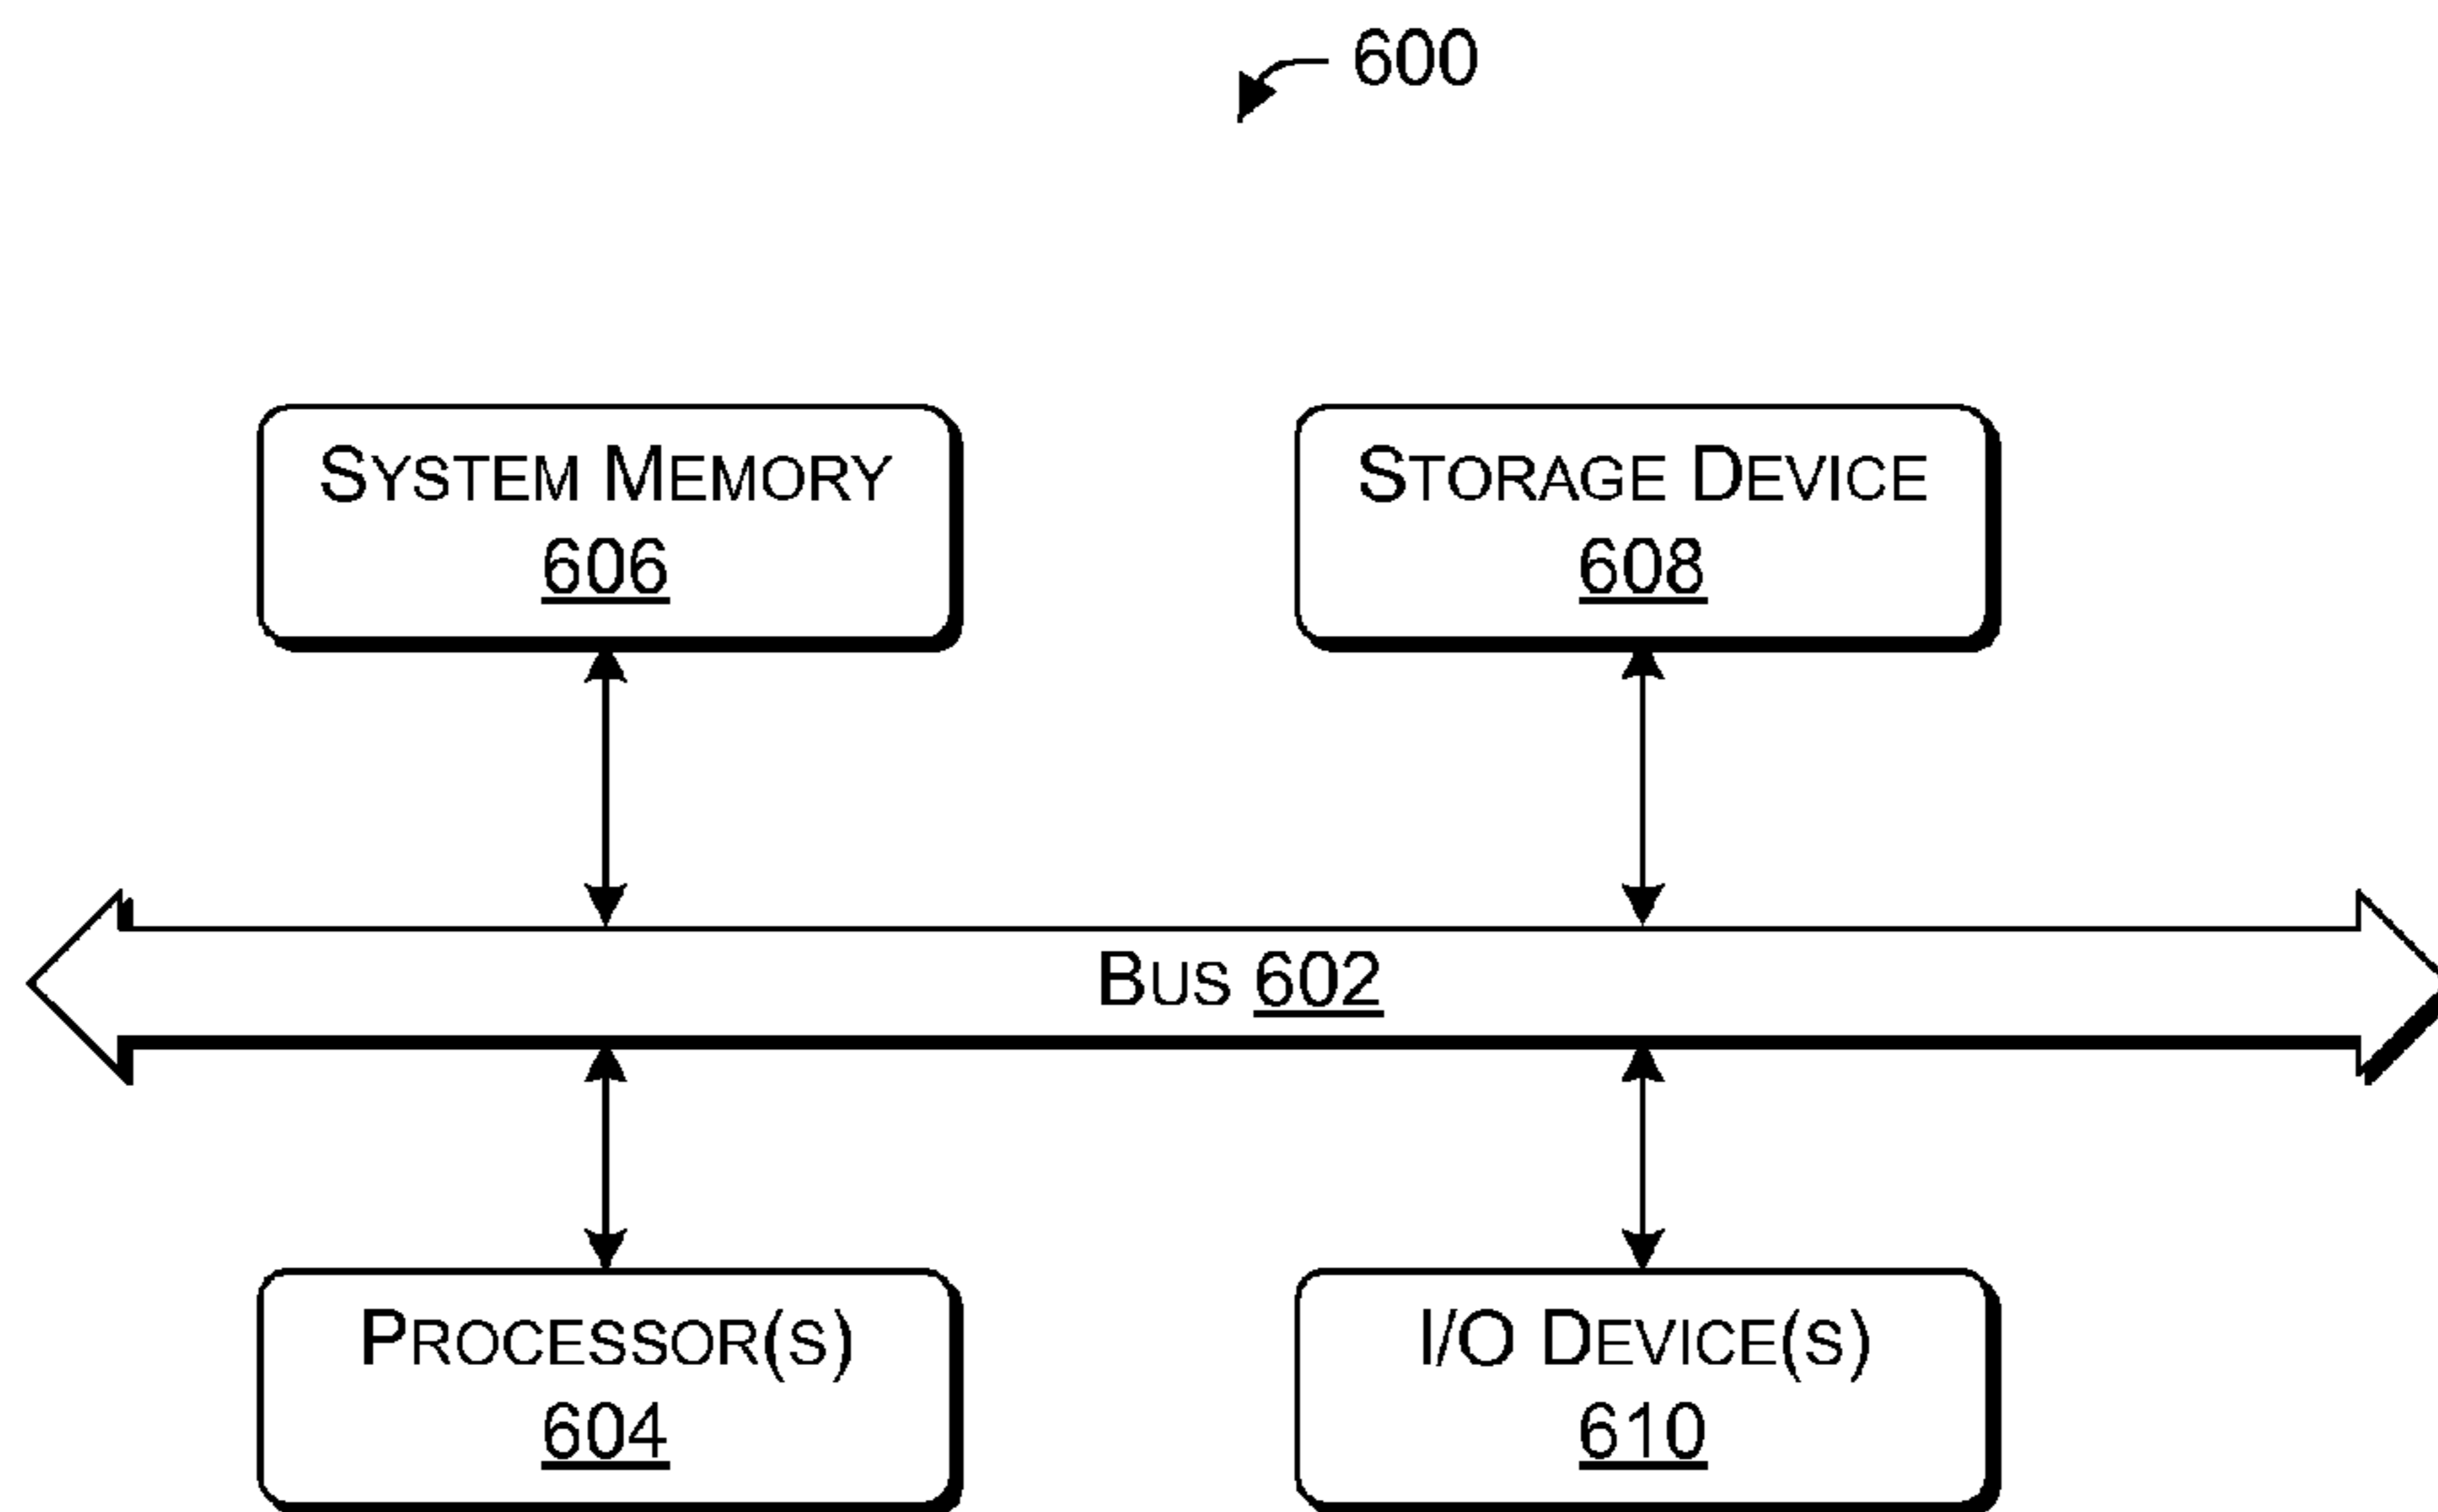 600
SYSTEM MEMORY
606
STORAGE DEVICE
608
BUS 602
PROCESSOR(S)
604
I/O DEVICE(S)
610